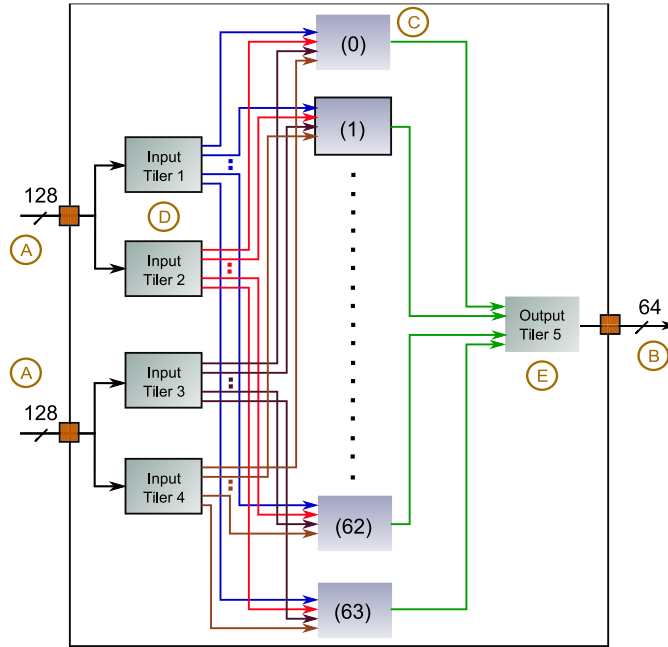 C
(0)
(1)
Input
Tiler 1
128
D
A
Input
Tiler 2
64
Output
Tiler 5
B
E
A
Input
Tiler 3
128
Input
Tiler 4
(62)
(63)